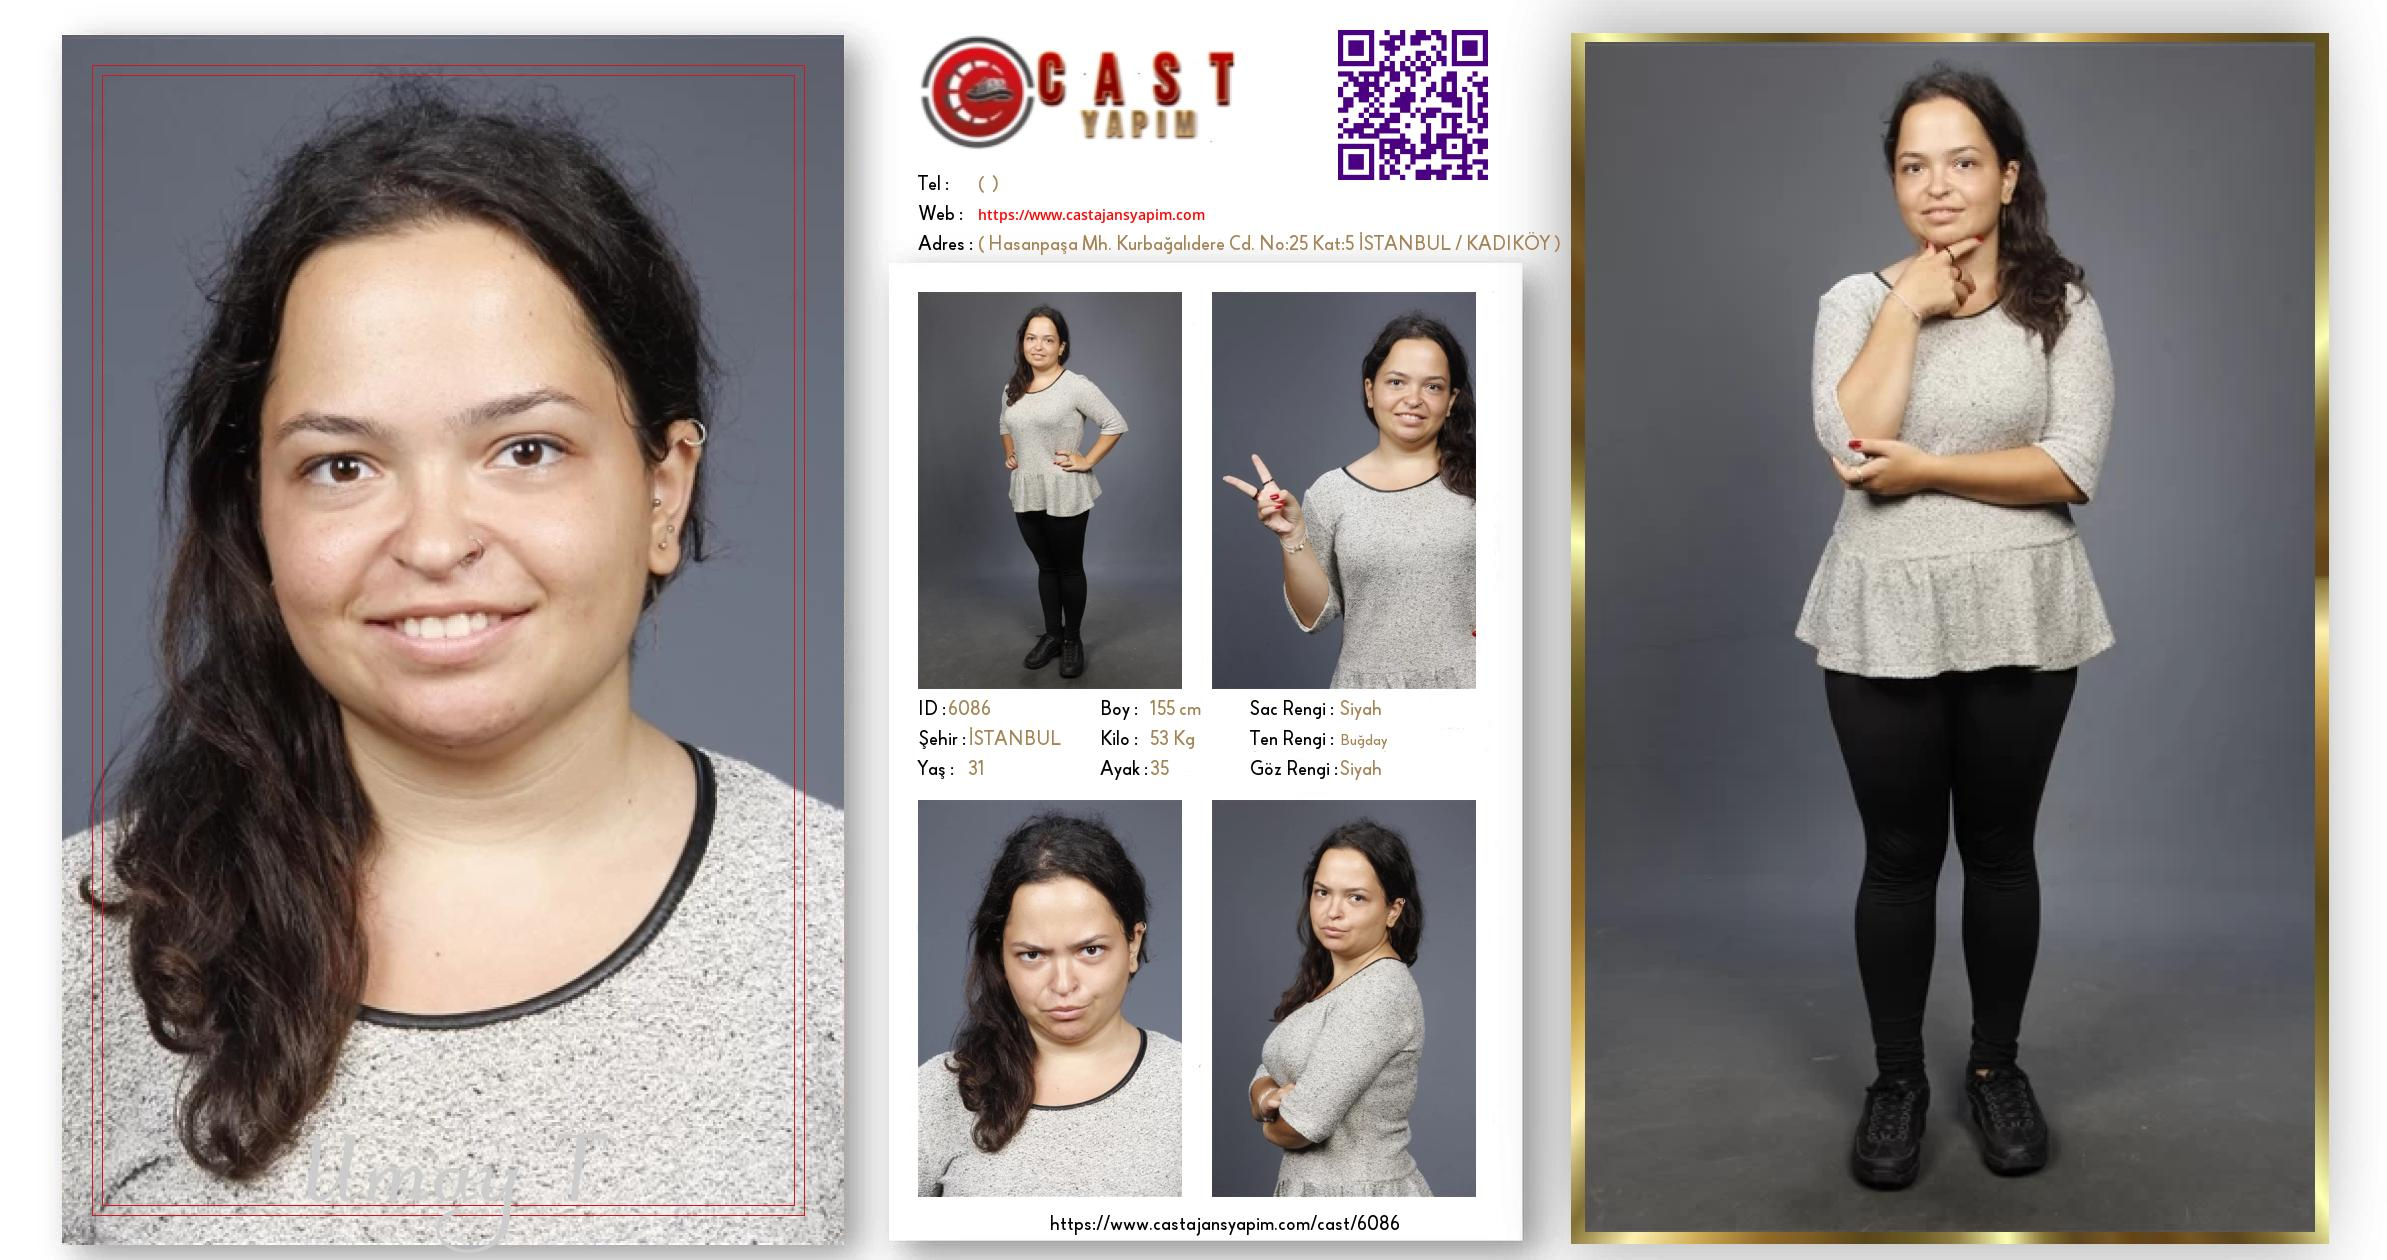 Umay T
CAST
YAPIM
Tel : ( )
Web : https://www.castajansyapim.com
Adres : ( Hasanpaşa Mh. Kurbağalıdere Cd. No:25 Kat:5 İSTANBUL / KADIKÖY )
ID : 6086 Boy : 155 cm Sac Rengi : Siyah
Şehir : İSTANBUL Kilo : 53 Kg Ten Rengi : Buğday
Yaş : 31 Ayak : 35 Göz Rengi : Siyah
https://www.castajansyapim.com/cast/6086